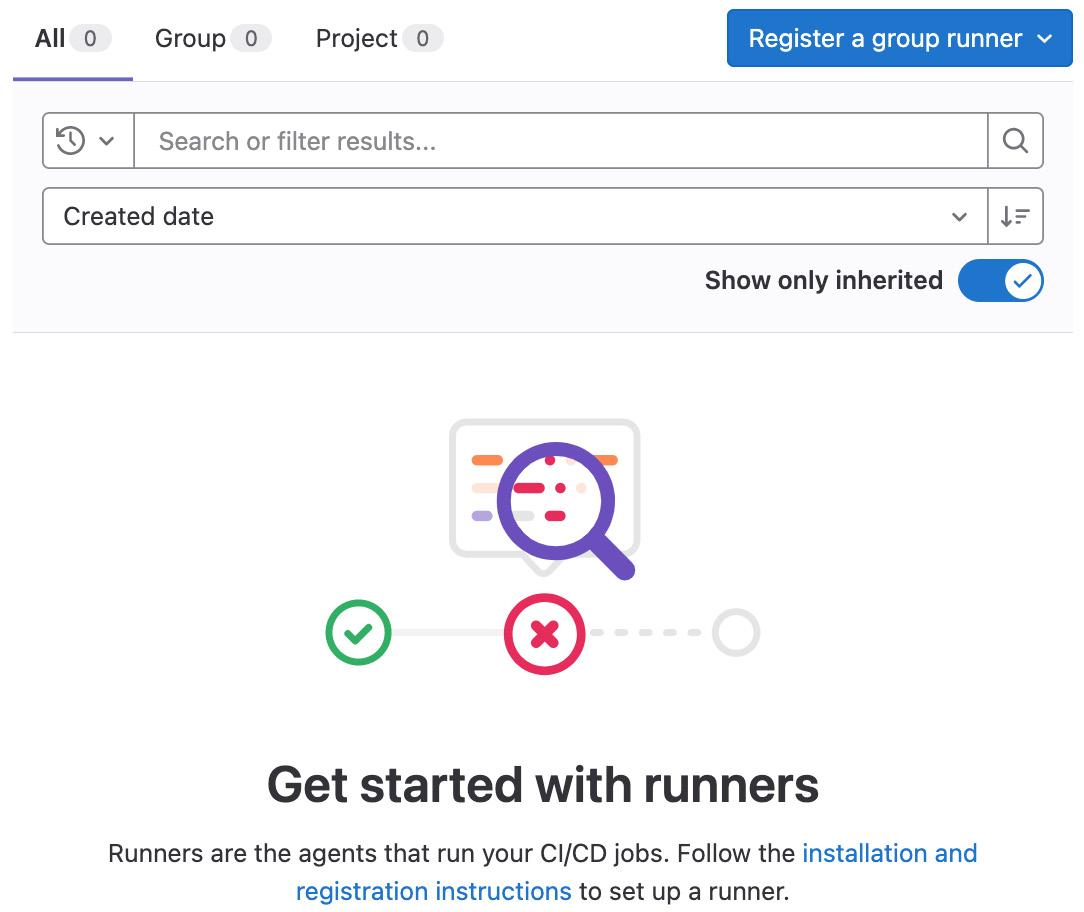 All 0 Group 0 Project 0 Register a group runner
Search or filter results...
Created date
Show only inherited
Get started with runners
Runners are the agents that run your CI/CD jobs. Follow the installation and
registration instructions to set up a runner.